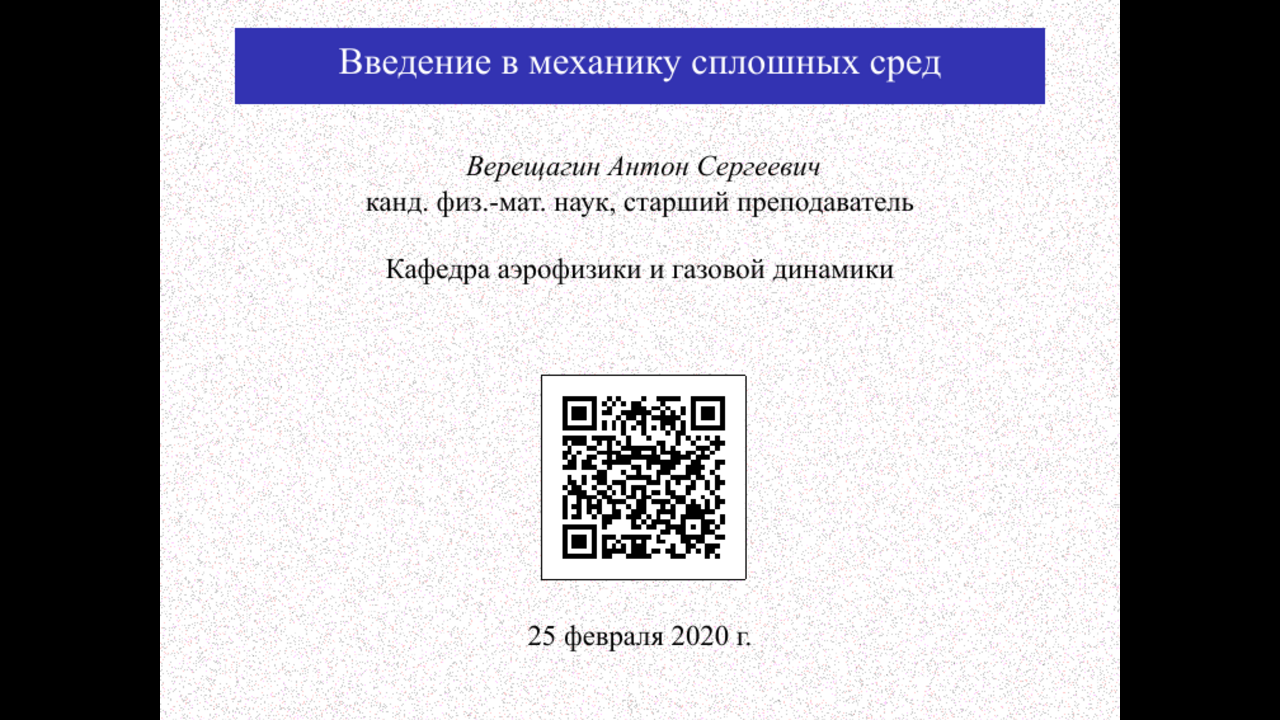 Введение в механику сплошных сред
Верещагин Антон Сергеевич
канд. физ.-мат. наук, старший преподаватель
Кафедра аэрофизики и газовой динамики
25 февраля 2020 г.